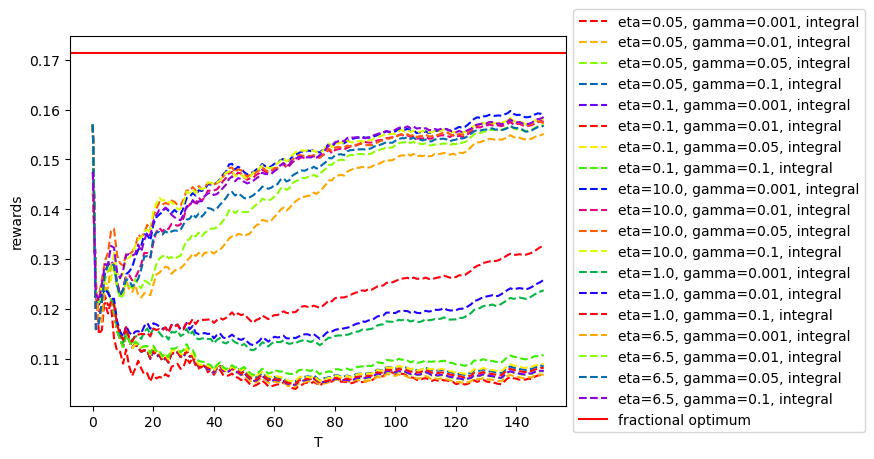 0.17
0.16
0.15
0.14
0.13
0.12
0.11
rewards
0 20 40 60 80 100 120 140
T
eta=0.05, gamma=0.001, integral
eta=0.05, gamma=0.01, integral
eta=0.05, gamma=0.05, integral
eta=0.05, gamma=0.1, integral
eta=0.1, gamma=0.001, integral
eta=0.1, gamma=0.01, integral
eta=0.1, gamma=0.05, integral
eta=0.1, gamma=0.1, integral
eta=10.0, gamma=0.001, integral
eta=10.0, gamma=0.01, integral
eta=10.0, gamma=0.05, integral
eta=10.0, gamma=0.1, integral
eta=1.0, gamma=0.001, integral
eta=1.0, gamma=0.01, integral
eta=1.0, gamma=0.1, integral
eta=6.5, gamma=0.001, integral
eta=6.5, gamma=0.01, integral
eta=6.5, gamma=0.05, integral
eta=6.5, gamma=0.1, integral
fractional optimum